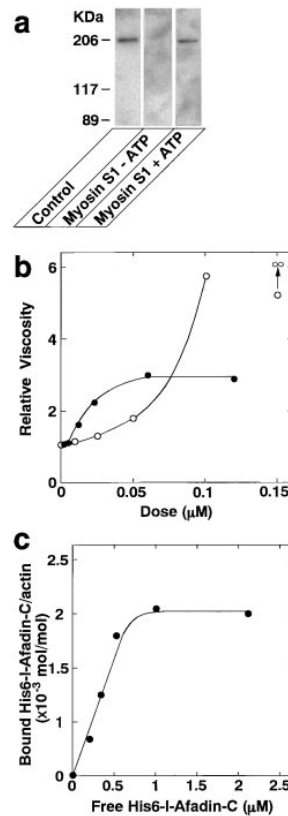 a
KDa
206
117
89
Control
Myosin S1 - ATP
Myosin S1 + ATP
b
6
4
2
0
Relative Viscosity
∞
0
0.05
0.1
0.15
Dose (μM)
c
2.5
2
1.5
1
0
Bound His6-l-Afadin-C/actin
(x10⁻³ mol/mol)
0
0.5
1
1.5
2
2.5
Free His6-l-Afadin-C (μM)